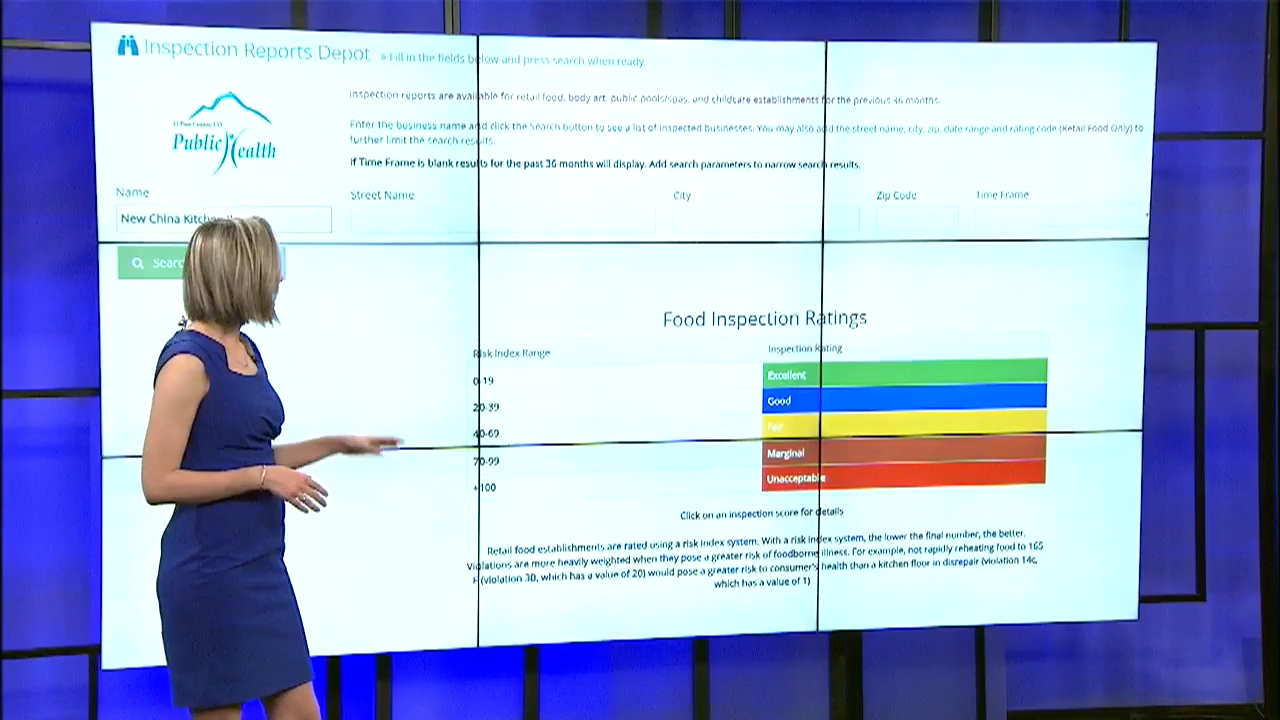 Inspection Reports Depot » Fill in the fields below and press search when ready
Inspection reports are available for retail food, body art, public pools/spas, and childcare establishments for the previous 36 months.
El Paso County, CO
Public Health
Enter the business name and click the Search button to see a list of inspected businesses. You may also add the street name, city, zip, date range and rating code (Retail Food Only) to
further limit the search results.
If Time Frame is blank results for the past 36 months will display. Add search parameters to narrow search results.
Name Street Name City Zip Code Time Frame
New China Kitchen
Search
Food Inspection Ratings
Risk Index Range Inspection Rating
0-19 Excellent
20-39 Good
40-69 Fair
70-99 Marginal
+100 Unacceptable
Click on an inspection score for details
Retail food establishments are rated using a risk index system. With a risk index system, the lower the final number, the better.
Violations are more heavily weighted when they pose a greater risk of foodborne illness. For example, not rapidly reheating food to 165
F (violation 3D, which has a value of 20) would pose a greater risk to consumer's health than a kitchen floor in disrepair (violation 14c,
which has a value of 1)